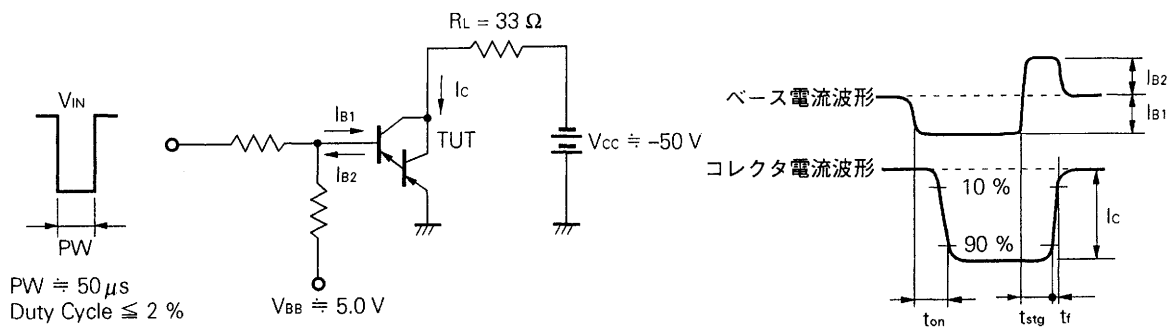 RL = 33 Ω
VIN
IB1
IC
TUT
IB2
VCC ≒ −50 V
PW
PW ≒ 50 μs
Duty Cycle ≦ 2 %
VBB ≒ 5.0 V
ベース電流波形
IB2
IB1
コレクタ電流波形
10 %
IC
90 %
ton
tstg
tf